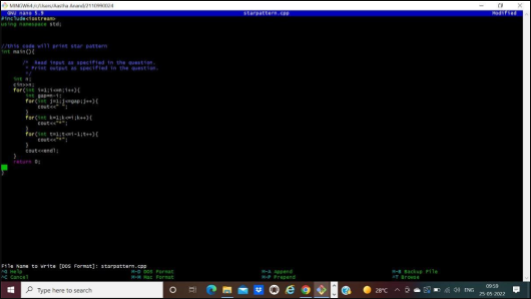 MINGW64:/c/Users/Aastha Anand/2110990024
GNU nano 5.9 starpattern.cpp Modified
#include<iostream>
using namespace std;
//this code will print star pattern
int main(){
/* Read input as specified in the question.
* Print output as specified in the question.
*/
int n;
cin>>n;
for(int i=1;i<=n;i++){
int gap=n-i;
for(int j=1;j<=gap;j++){
cout<<" ";
}
for(int k=1;k<=i;k++){
cout<<"*";
}
for(int t=1;t<=i-1;t++){
cout<<"*";
}
cout<<endl;
}
return 0;
}
File Name to Write [DOS Format]: starpattern.cpp
^G Help M-D DOS Format M-A Append M-B Backup File
^C Cancel M-M Mac Format M-P Prepend ^T Browse
Type here to search 28°C ENG 09:59
25-05-2022